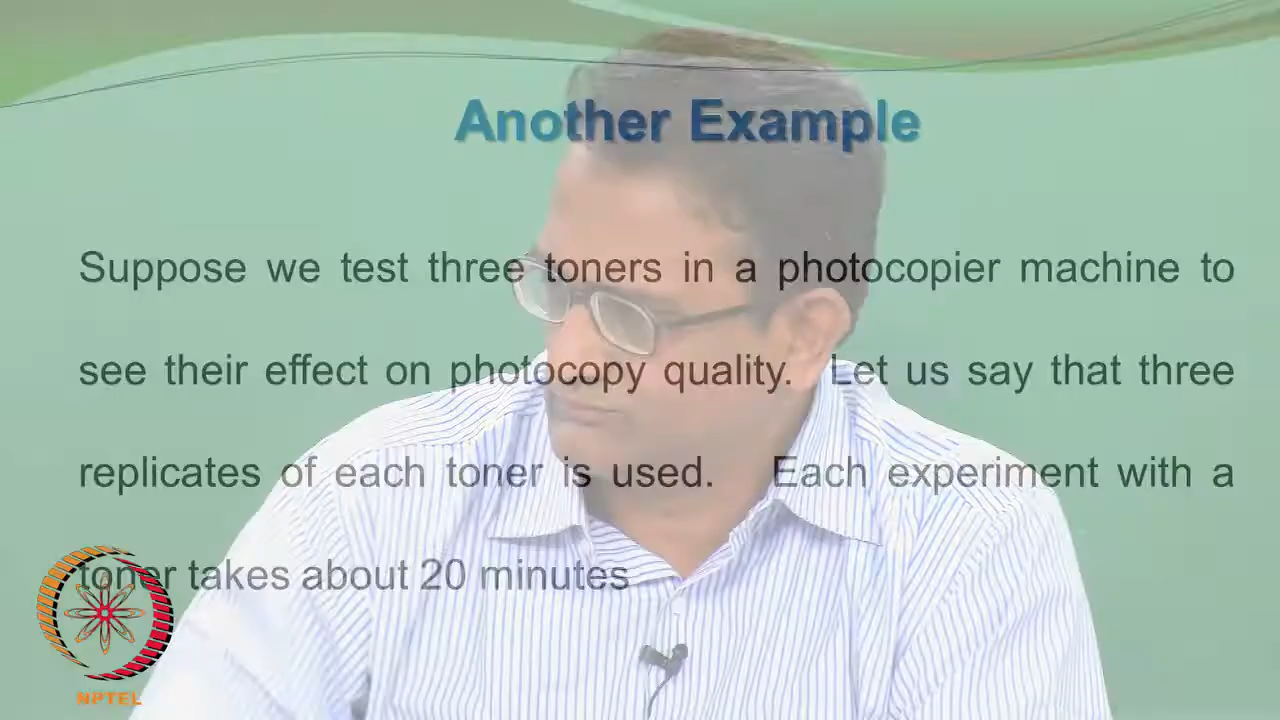 Another Example
Suppose we test three toners in a photocopier machine to
see their effect on photocopy quality. Let us say that three
replicates of each toner is used. Each experiment with a
toner takes about 20 minutes
NPTEL